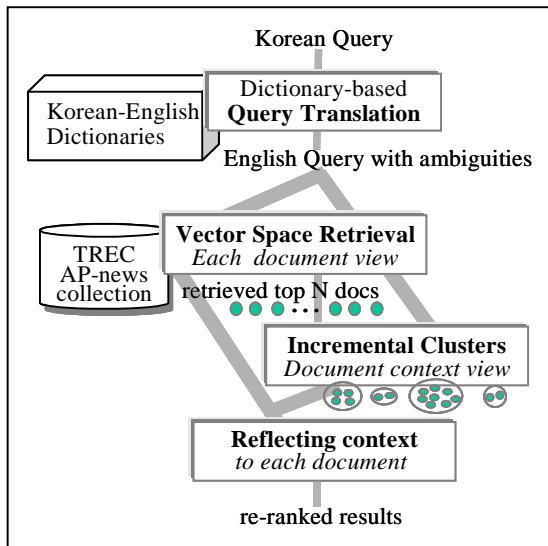 Korean Query
Dictionary-based
Query Translation
Korean-English
Dictionaries
English Query with ambiguities
Vector Space Retrieval
Each document view
TREC
AP-news
collection
retrieved top N docs
...
Incremental Clusters
Document context view
Reflecting context
to each document
re-ranked results